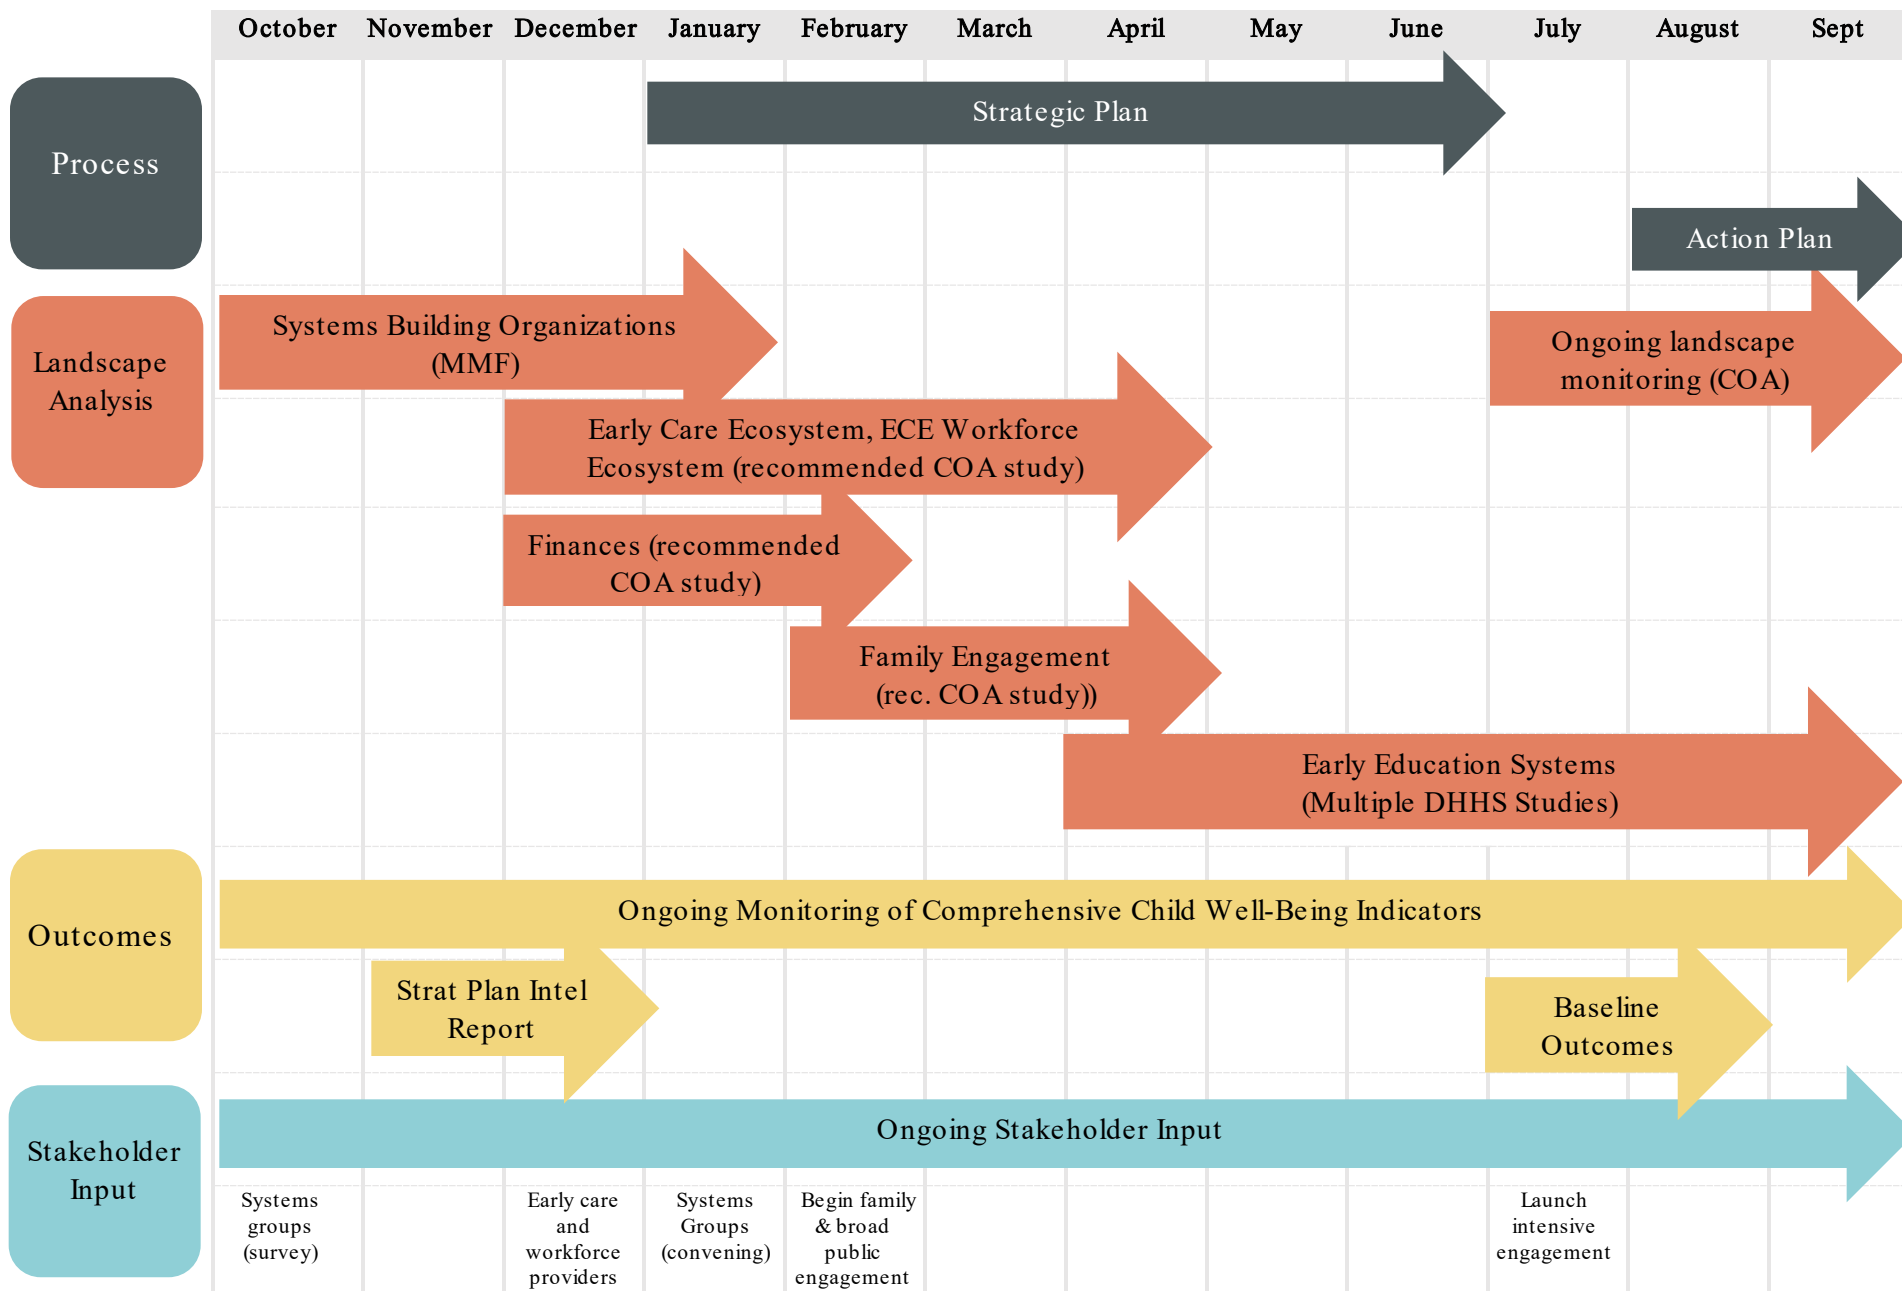 October November December January February March April May June July August Sept
Process
Strategic Plan
Action Plan
Landscape
Analysis
Systems Building Organizations
(MMF)
Ongoing landscape
monitoring (COA)
Early Care Ecosystem, ECE Workforce
Ecosystem (recommended COA study)
Finances (recommended
COA study)
Family Engagement
(rec. COA study))
Early Education Systems
(Multiple DHHS Studies)
Outcomes
Ongoing Monitoring of Comprehensive Child Well-Being Indicators
Strat Plan Intel
Report
Baseline
Outcomes
Stakeholder
Input
Ongoing Stakeholder Input
Systems
groups
(survey)
Early care
and
workforce
providers
Systems
Groups
(convening)
Begin family
& broad
public
engagement
Launch
intensive
engagement